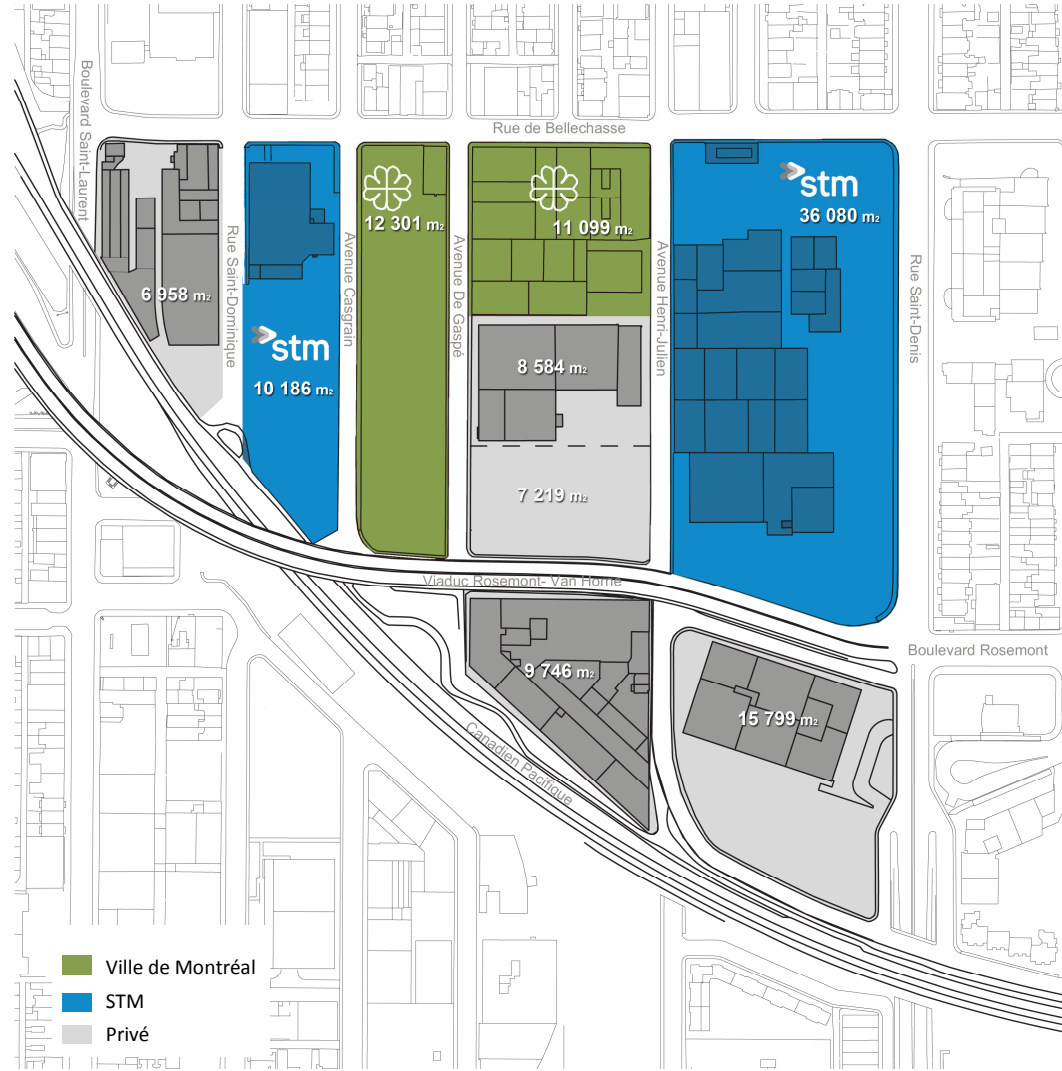 Rue de Bellechasse
Boulevard Saint-Laurent
stm
36 080 m2
12 301 m2
11 099 m2
Rue Saint-Dominique
Avenue Casgrain
Avenue De Gaspé
Avenue Henri-Julien
Rue Saint-Denis
6 958 m2
stm
10 186 m2
8 584 m2
7 219 m2
Viaduc Rosemont- Van Horne
Boulevard Rosemont
9 746 m2
15 799 m2
Canadien Pacifique
Ville de Montréal
STM
Privé